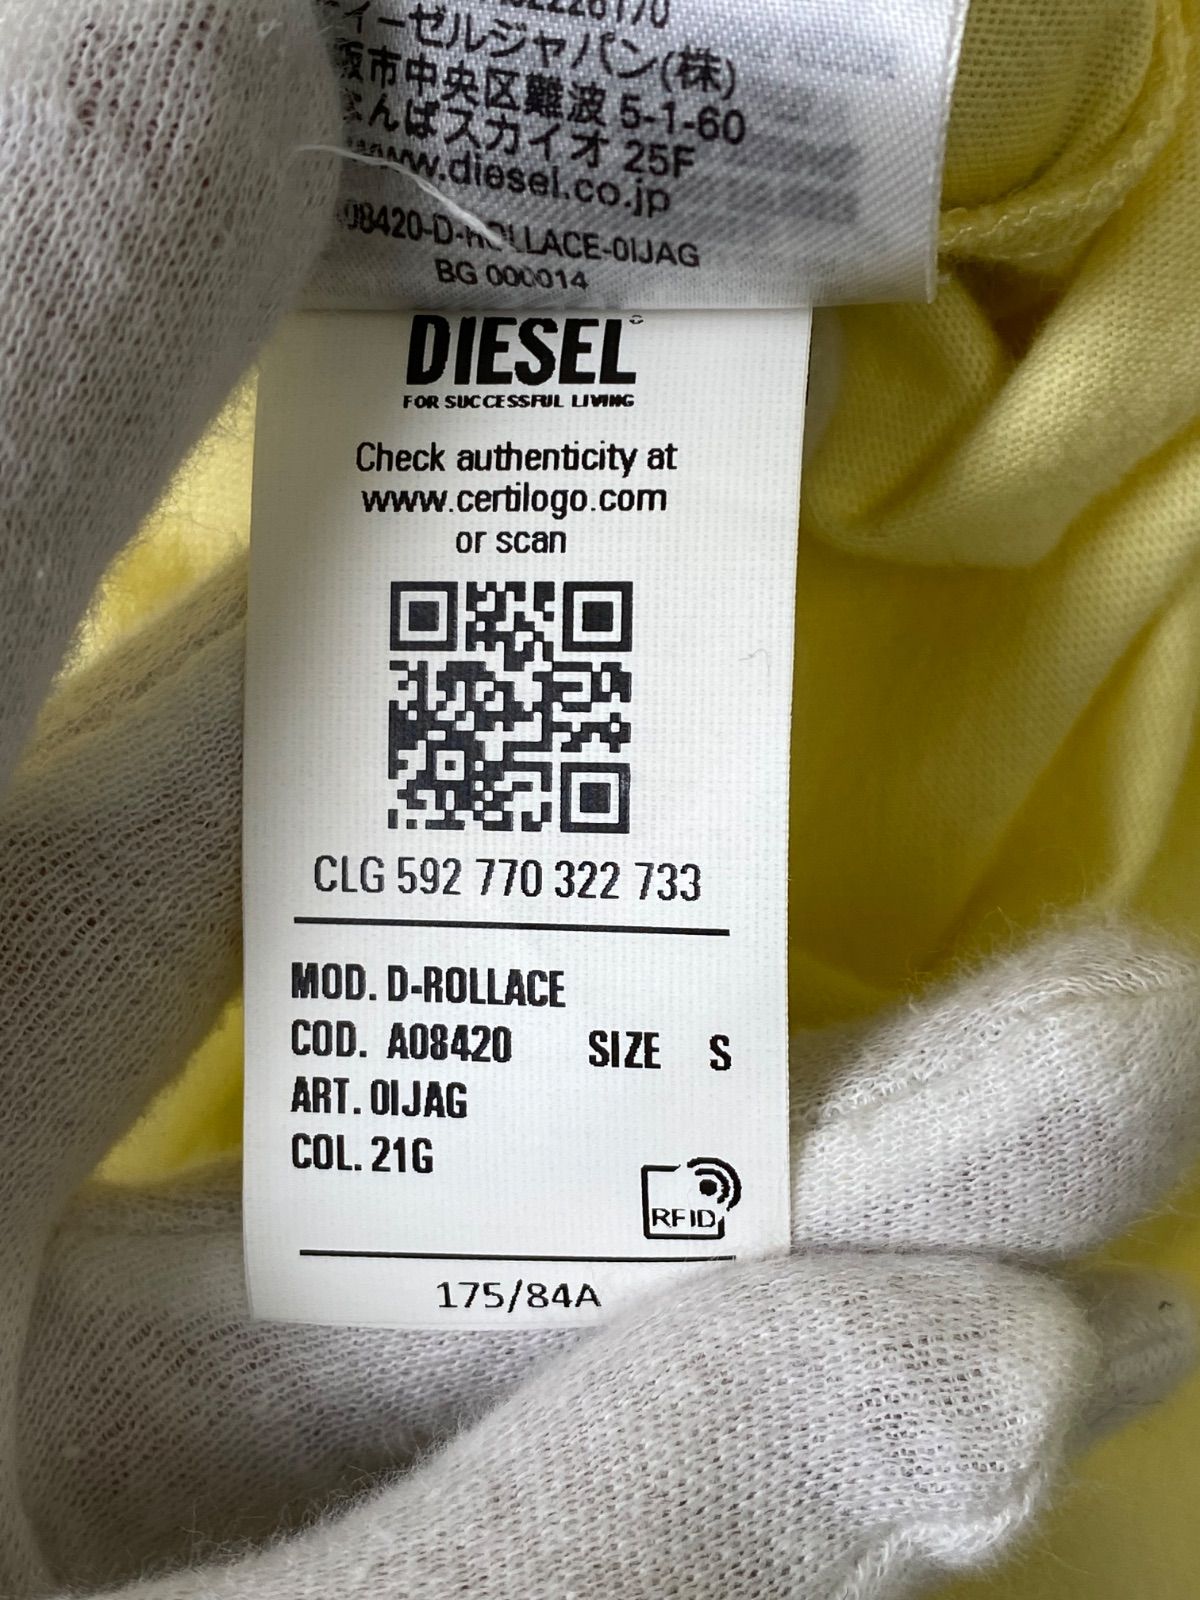 ィーゼルジャパン(株)
阪市中央区難波 5-1-60
んばスカイオ 25F
www.diesel.co.jp
08420-D-ROLLACE-0IJAG
BG 000014
DIESEL
FOR SUCCESSFUL LIVING
Check authenticity at
www.certilogo.com
or scan
CLG 592 770 322 733
MOD. D-ROLLACE
COD. A08420 SIZE S
ART. 0IJAG
COL. 21G
RFID
175/84A